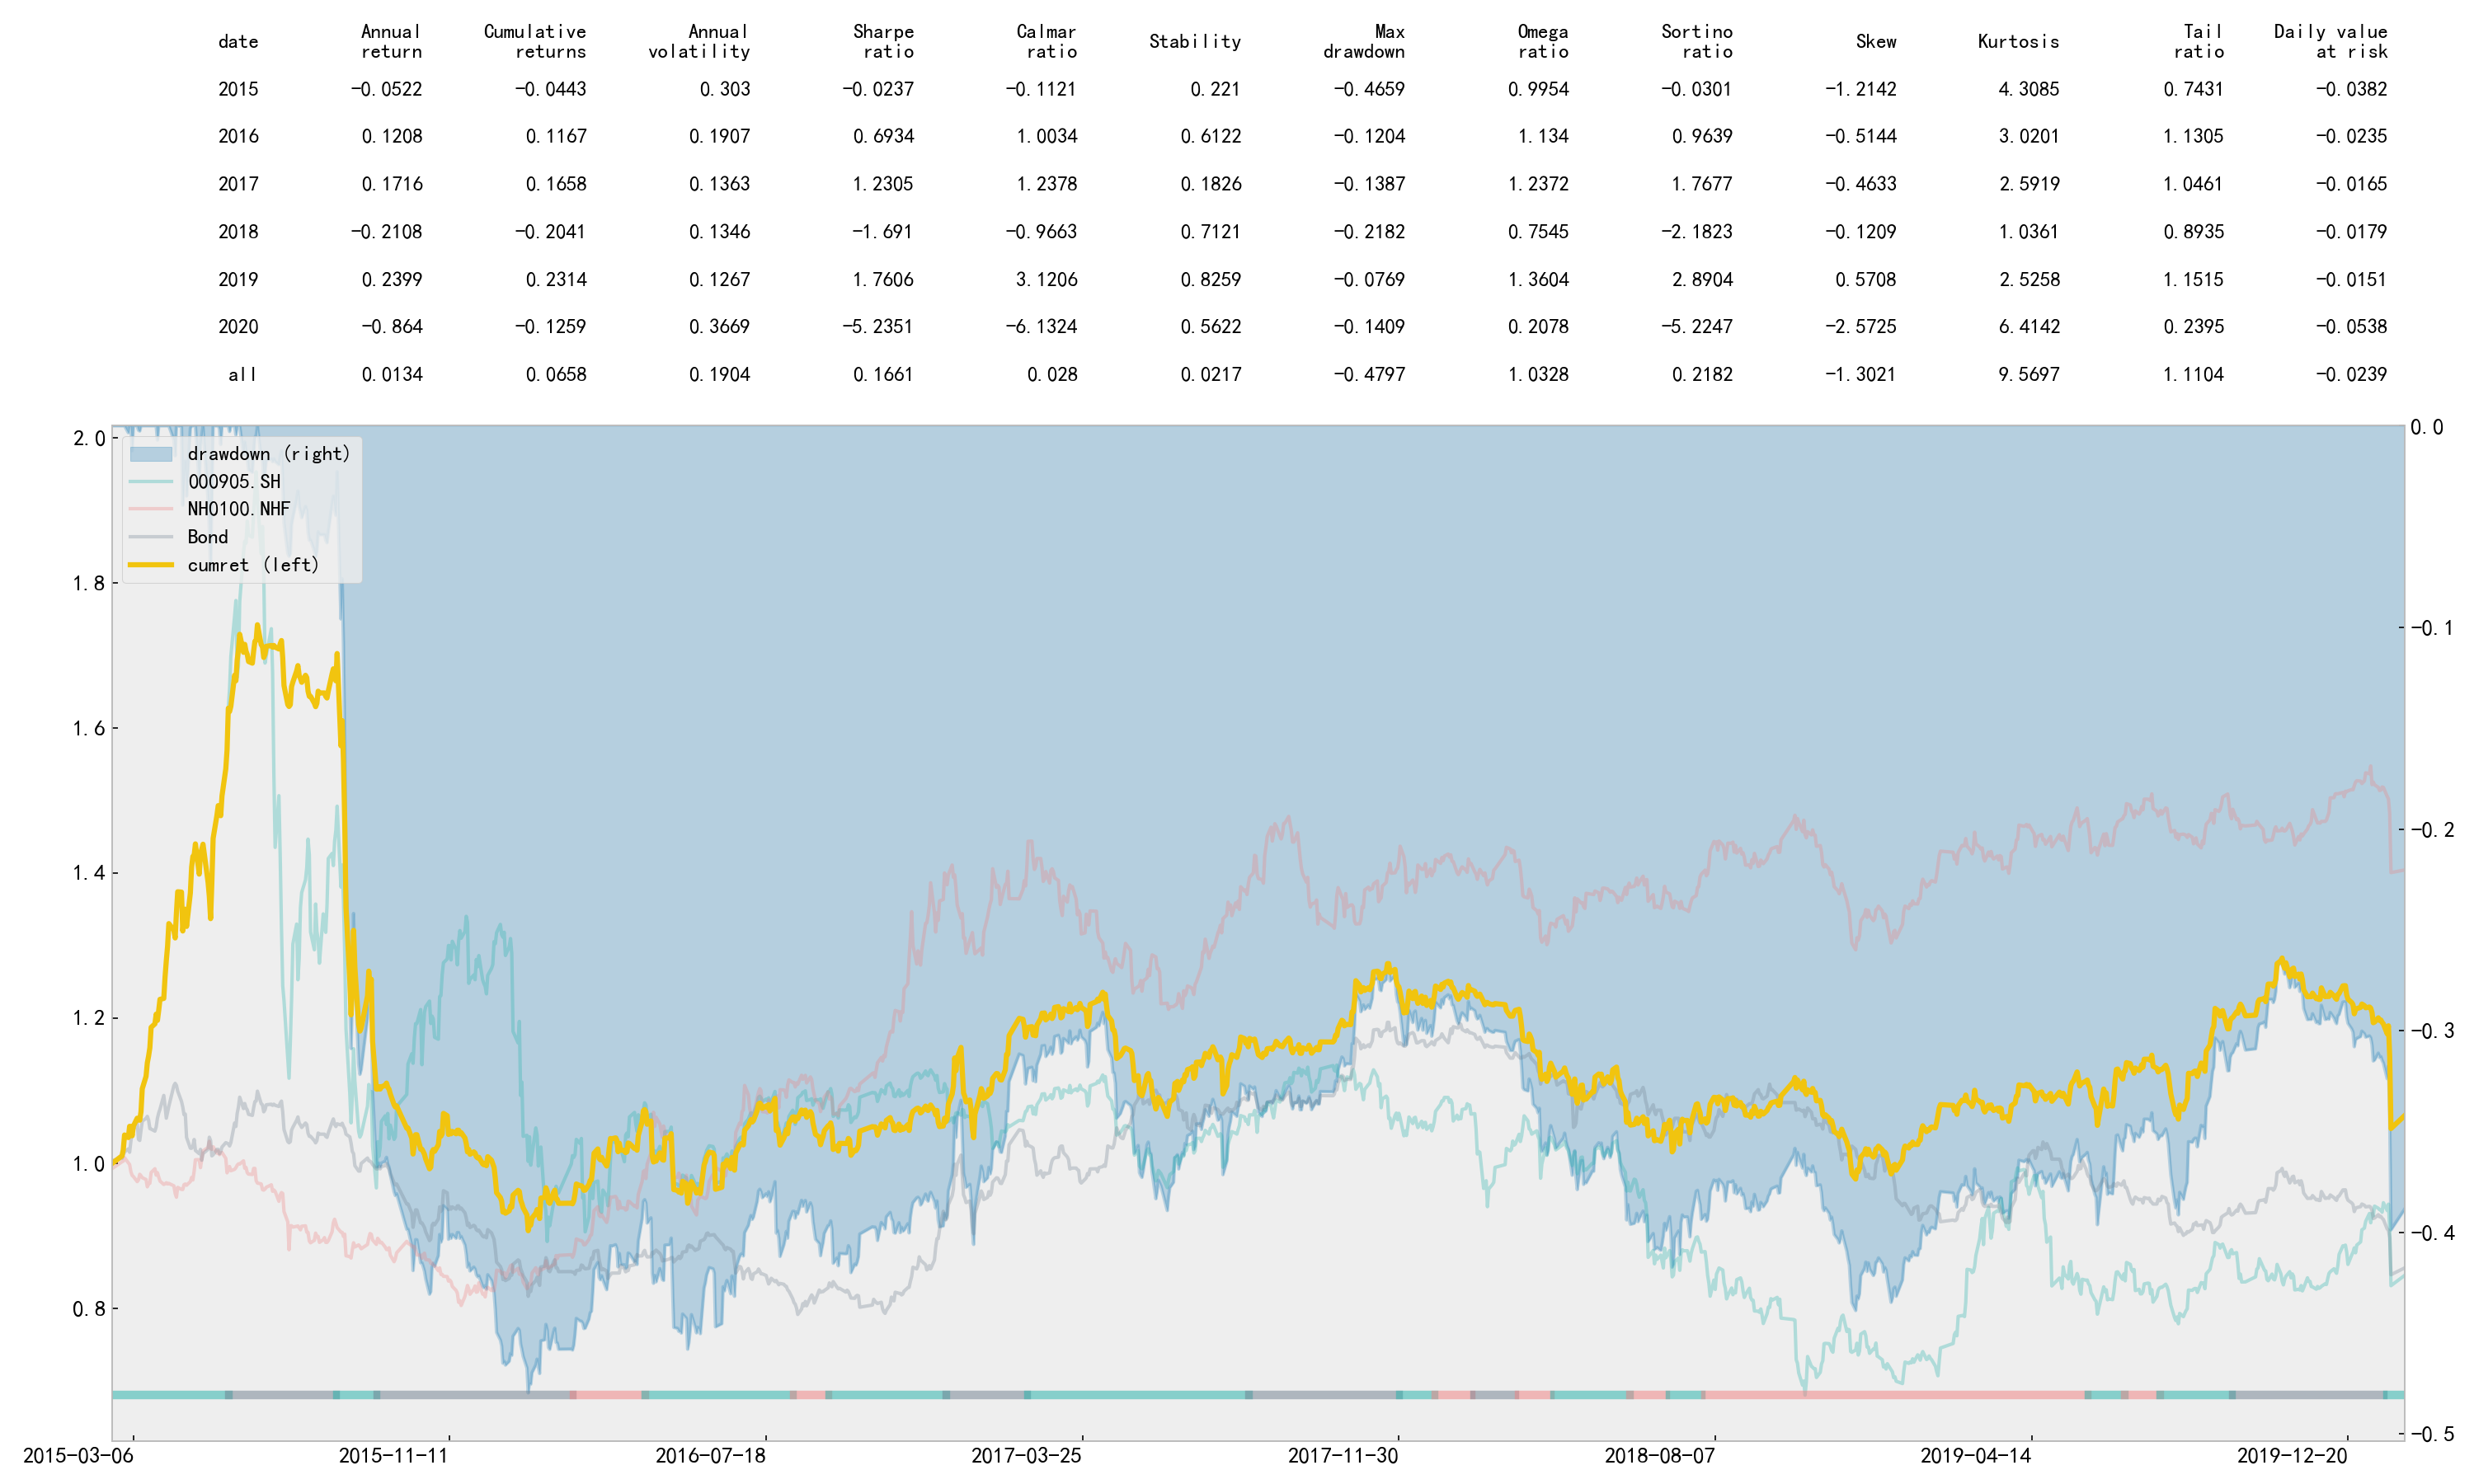 date Annual return Cumulative returns Annual volatility Sharpe ratio Calmar ratio Stability Max drawdown Omega ratio Sortino ratio Skew Kurtosis Tail ratio Daily value at risk
2015 −0.0522 −0.0443 0.303 −0.0237 −0.1121 0.221 −0.4659 0.9954 −0.0301 −1.2142 4.3085 0.7431 −0.0382
2016 0.1208 0.1167 0.1907 0.6934 1.0034 0.6122 −0.1204 1.134 0.9639 −0.5144 3.0201 1.1305 −0.0235
2017 0.1716 0.1658 0.1363 1.2305 1.2378 0.1826 −0.1387 1.2372 1.7677 −0.4633 2.5919 1.0461 −0.0165
2018 −0.2108 −0.2041 0.1346 −1.691 −0.9663 0.7121 −0.2182 0.7545 −2.1823 −0.1209 1.0361 0.8935 −0.0179
2019 0.2399 0.2314 0.1267 1.7606 3.1206 0.8259 −0.0769 1.3604 2.8904 0.5708 2.5258 1.1515 −0.0151
2020 −0.864 −0.1259 0.3669 −5.2351 −6.1324 0.5622 −0.1409 0.2078 −5.2247 −2.5725 6.4142 0.2395 −0.0538
all 0.0134 0.0658 0.1904 0.1661 0.028 0.0217 −0.4797 1.0328 0.2182 −1.3021 9.5697 1.1104 −0.0239
2.0
1.8
1.6
1.4
1.2
1.0
0.8
drawdown (right)
000905.SH
NH0100.NHF
Bond
cumret (left)
0.0
−0.1
−0.2
−0.3
−0.4
−0.5
2015−03−06 2015−11−11 2016−07−18 2017−03−25 2017−11−30 2018−08−07 2019−04−14 2019−12−20